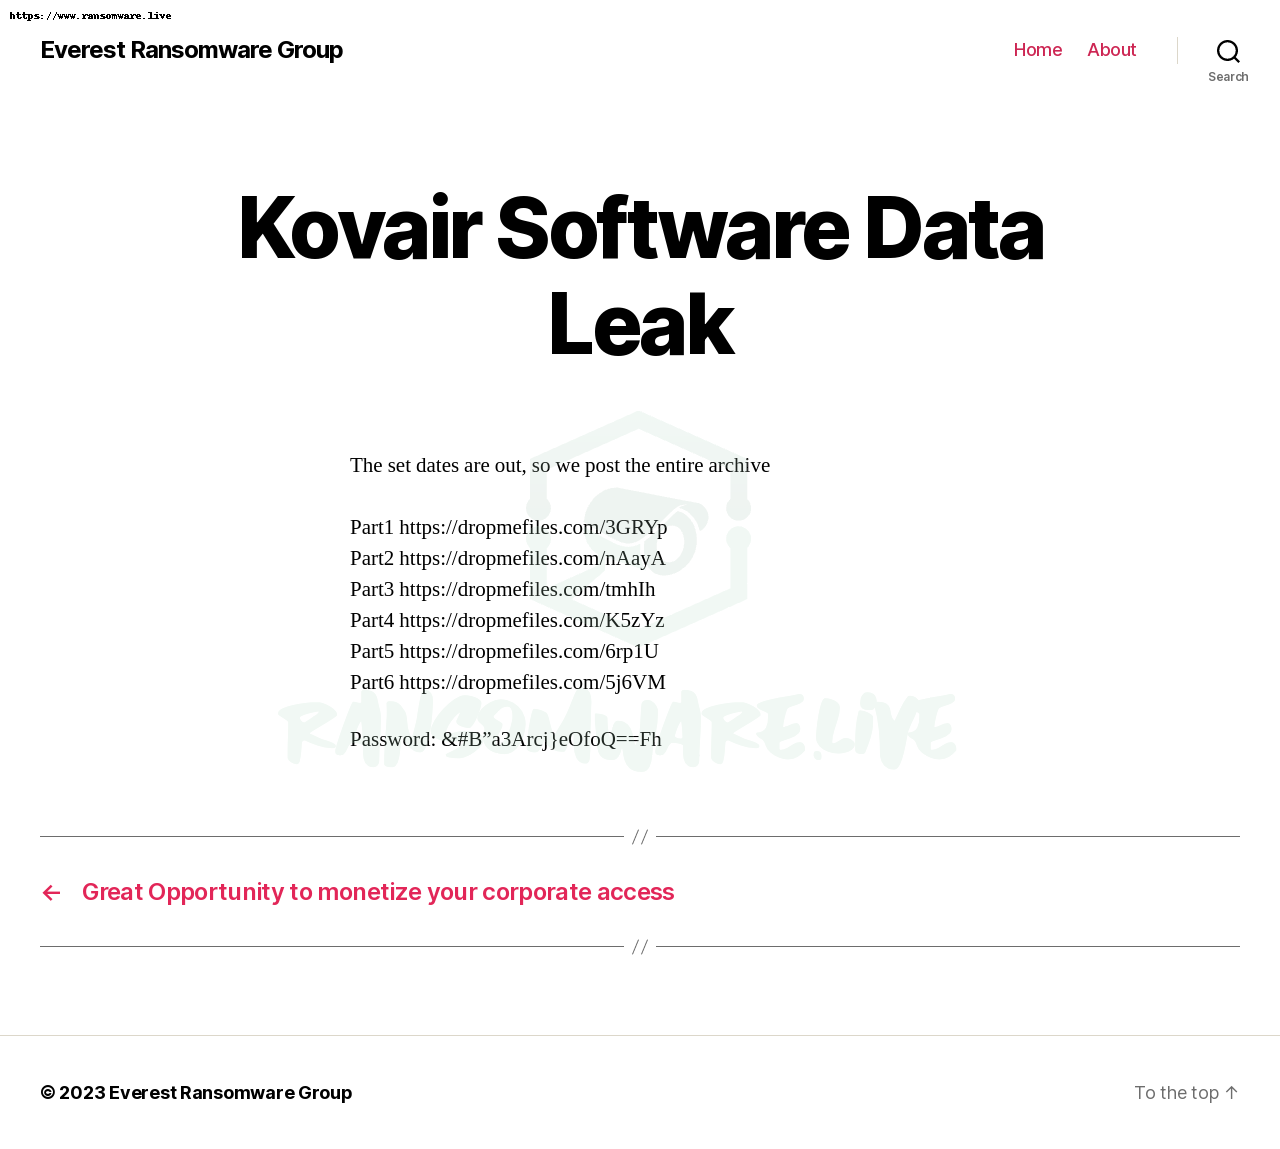 https://www.ransomware.live
Everest Ransomware Group
Home
About
Search
Kovair Software Data
Leak
The set dates are out, so we post the entire archive
Part1 https://dropmefiles.com/3GRYp
Part2 https://dropmefiles.com/nAayA
Part3 https://dropmefiles.com/tmhIh
Part4 https://dropmefiles.com/K5zYz
Part5 https://dropmefiles.com/6rp1U
Part6 https://dropmefiles.com/5j6VM
RANSOMWARE.LIVE
Password: &#B”a3Arcj}eOfoQ==Fh
//
← Great Opportunity to monetize your corporate access
//
© 2023 Everest Ransomware Group
To the top ↑